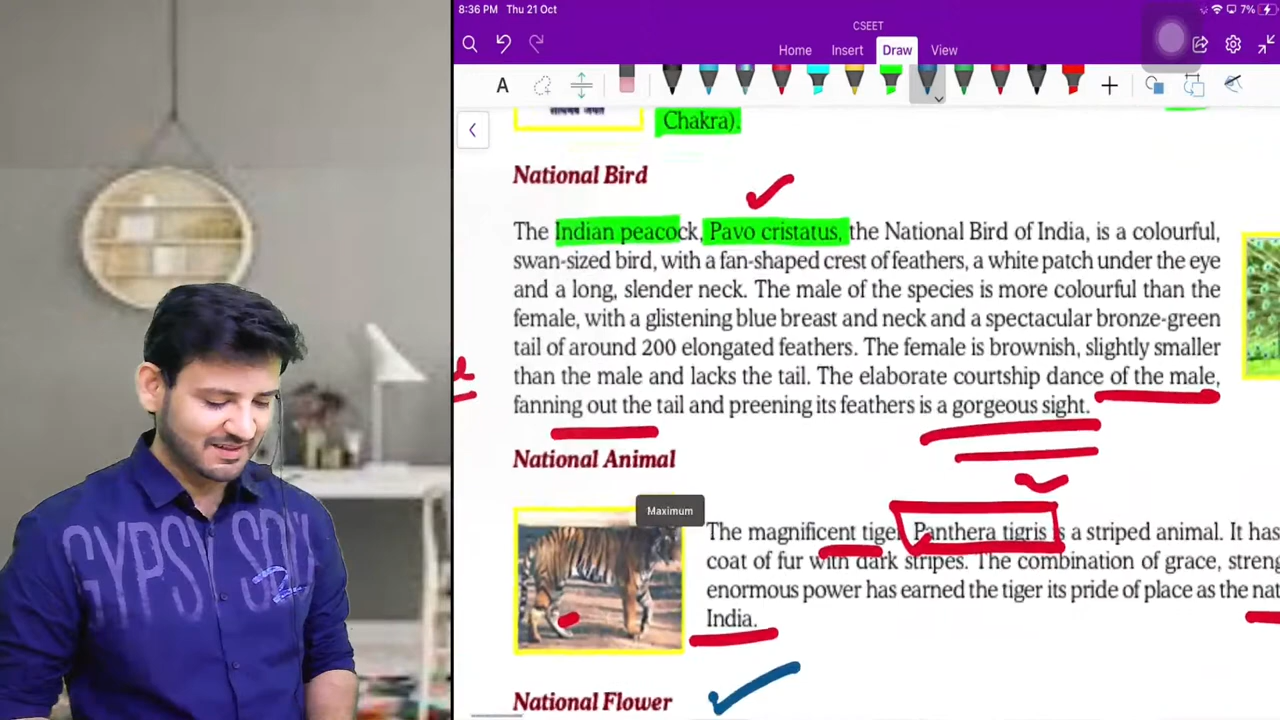 8:36 PM Thu 21 Oct
7%
CSEET
Home Insert Draw View
A
Chakra).
National Bird
The Indian peacock, Pavo cristatus, the National Bird of India, is a colourful,
swan-sized bird, with a fan-shaped crest of feathers, a white patch under the eye
and a long, slender neck. The male of the species is more colourful than the
female, with a glistening blue breast and neck and a spectacular bronze-green
tail of around 200 elongated feathers. The female is brownish, slightly smaller
than the male and lacks the tail. The elaborate courtship dance of the male,
fanning out the tail and preening its feathers is a gorgeous sight.
National Animal
Maximum
The magnificent tiger, Panthera tigris is a striped animal. It has
coat of fur with dark stripes. The combination of grace, streng
enormous power has earned the tiger its pride of place as the nat
India.
National Flower
GYPSY SOUL